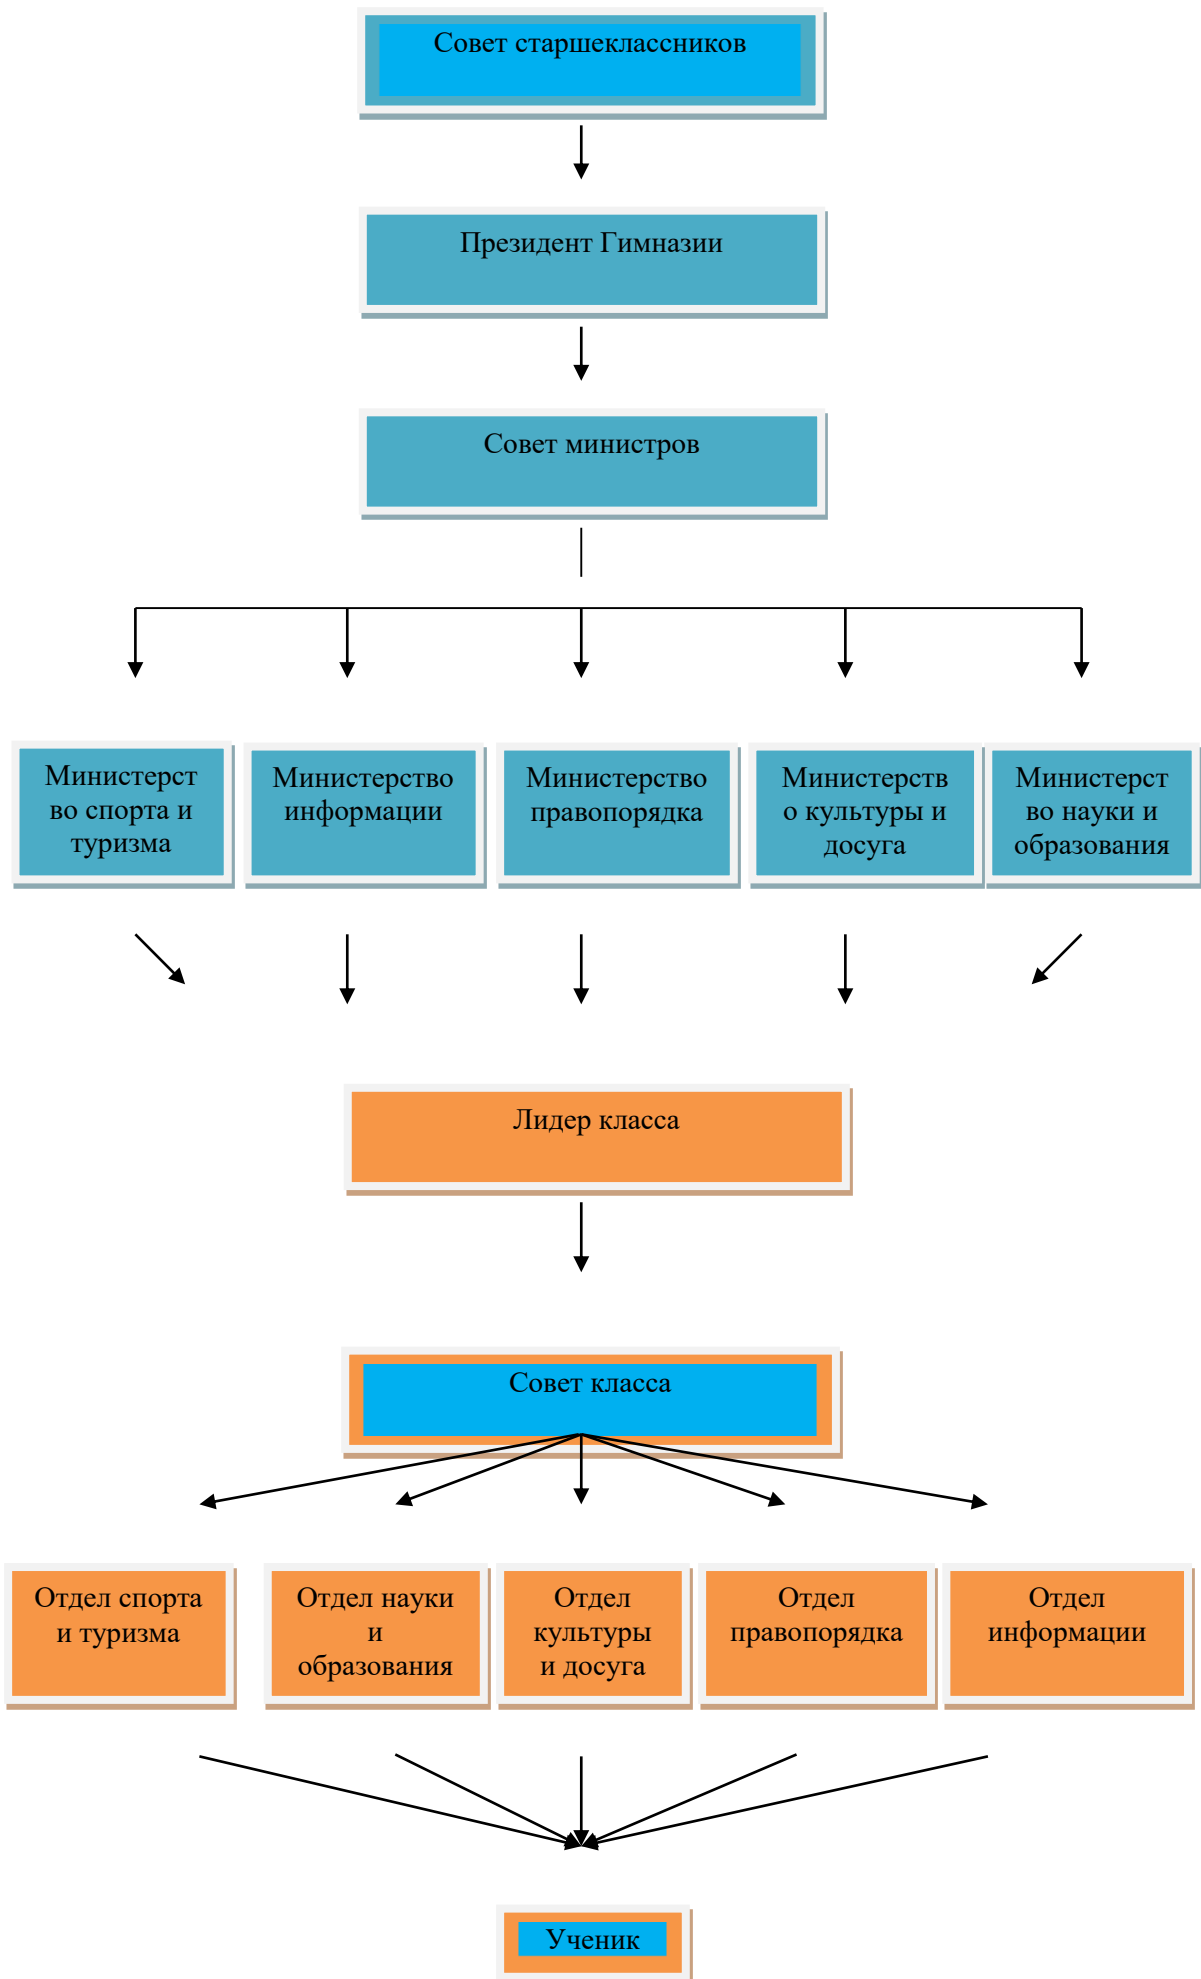 Совет старшеклассников
Президент Гимназии
Совет министров
Министерст
во спорта и
туризма
Министерство
информации
Министерство
правопорядка
Министерств
о культуры и
досуга
Министерст
во науки и
образования
Лидер класса
Совет класса
Отдел спорта
и туризма
Отдел науки
и
образования
Отдел
культуры
и досуга
Отдел
правопорядка
Отдел
информации
Ученик